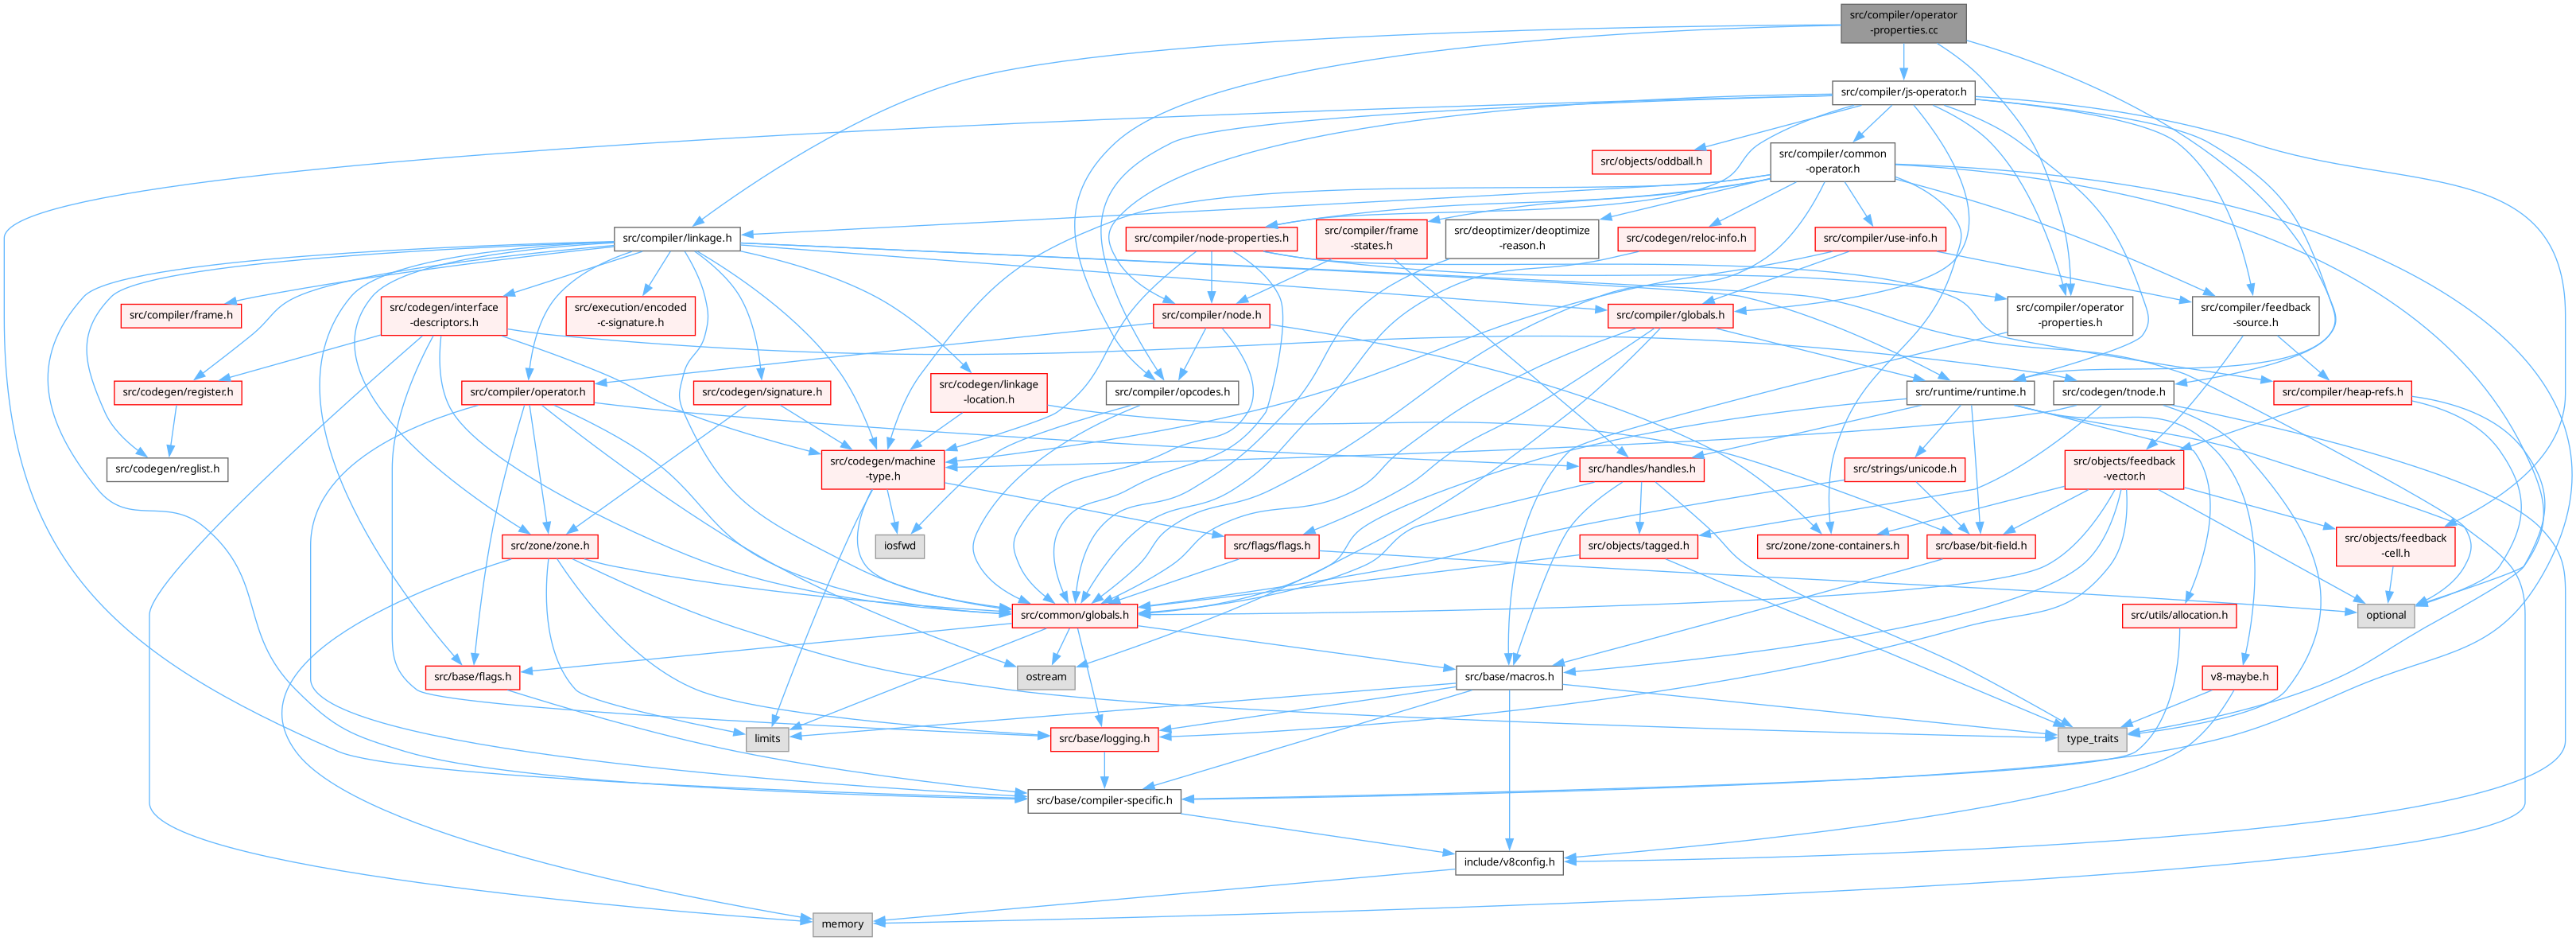 src/compiler/operator
-properties.cc
src/compiler/js-operator.h
src/objects/oddball.h
src/compiler/common
-operator.h
src/compiler/linkage.h
src/compiler/node-properties.h
src/compiler/frame
-states.h
src/deoptimizer/deoptimize
-reason.h
src/codegen/reloc-info.h
src/compiler/use-info.h
src/compiler/frame.h
src/codegen/interface
-descriptors.h
src/execution/encoded
-c-signature.h
src/compiler/node.h
src/compiler/globals.h
src/compiler/operator
-properties.h
src/compiler/feedback
-source.h
src/codegen/register.h
src/compiler/operator.h
src/codegen/signature.h
src/codegen/linkage
-location.h
src/compiler/opcodes.h
src/runtime/runtime.h
src/codegen/tnode.h
src/compiler/heap-refs.h
src/codegen/reglist.h
src/codegen/machine
-type.h
src/handles/handles.h
src/strings/unicode.h
src/objects/feedback
-vector.h
src/zone/zone.h
iosfwd
src/flags/flags.h
src/objects/tagged.h
src/zone/zone-containers.h
src/base/bit-field.h
src/objects/feedback
-cell.h
src/common/globals.h
src/utils/allocation.h
optional
src/base/flags.h
ostream
src/base/macros.h
v8-maybe.h
limits
src/base/logging.h
type_traits
src/base/compiler-specific.h
include/v8config.h
memory